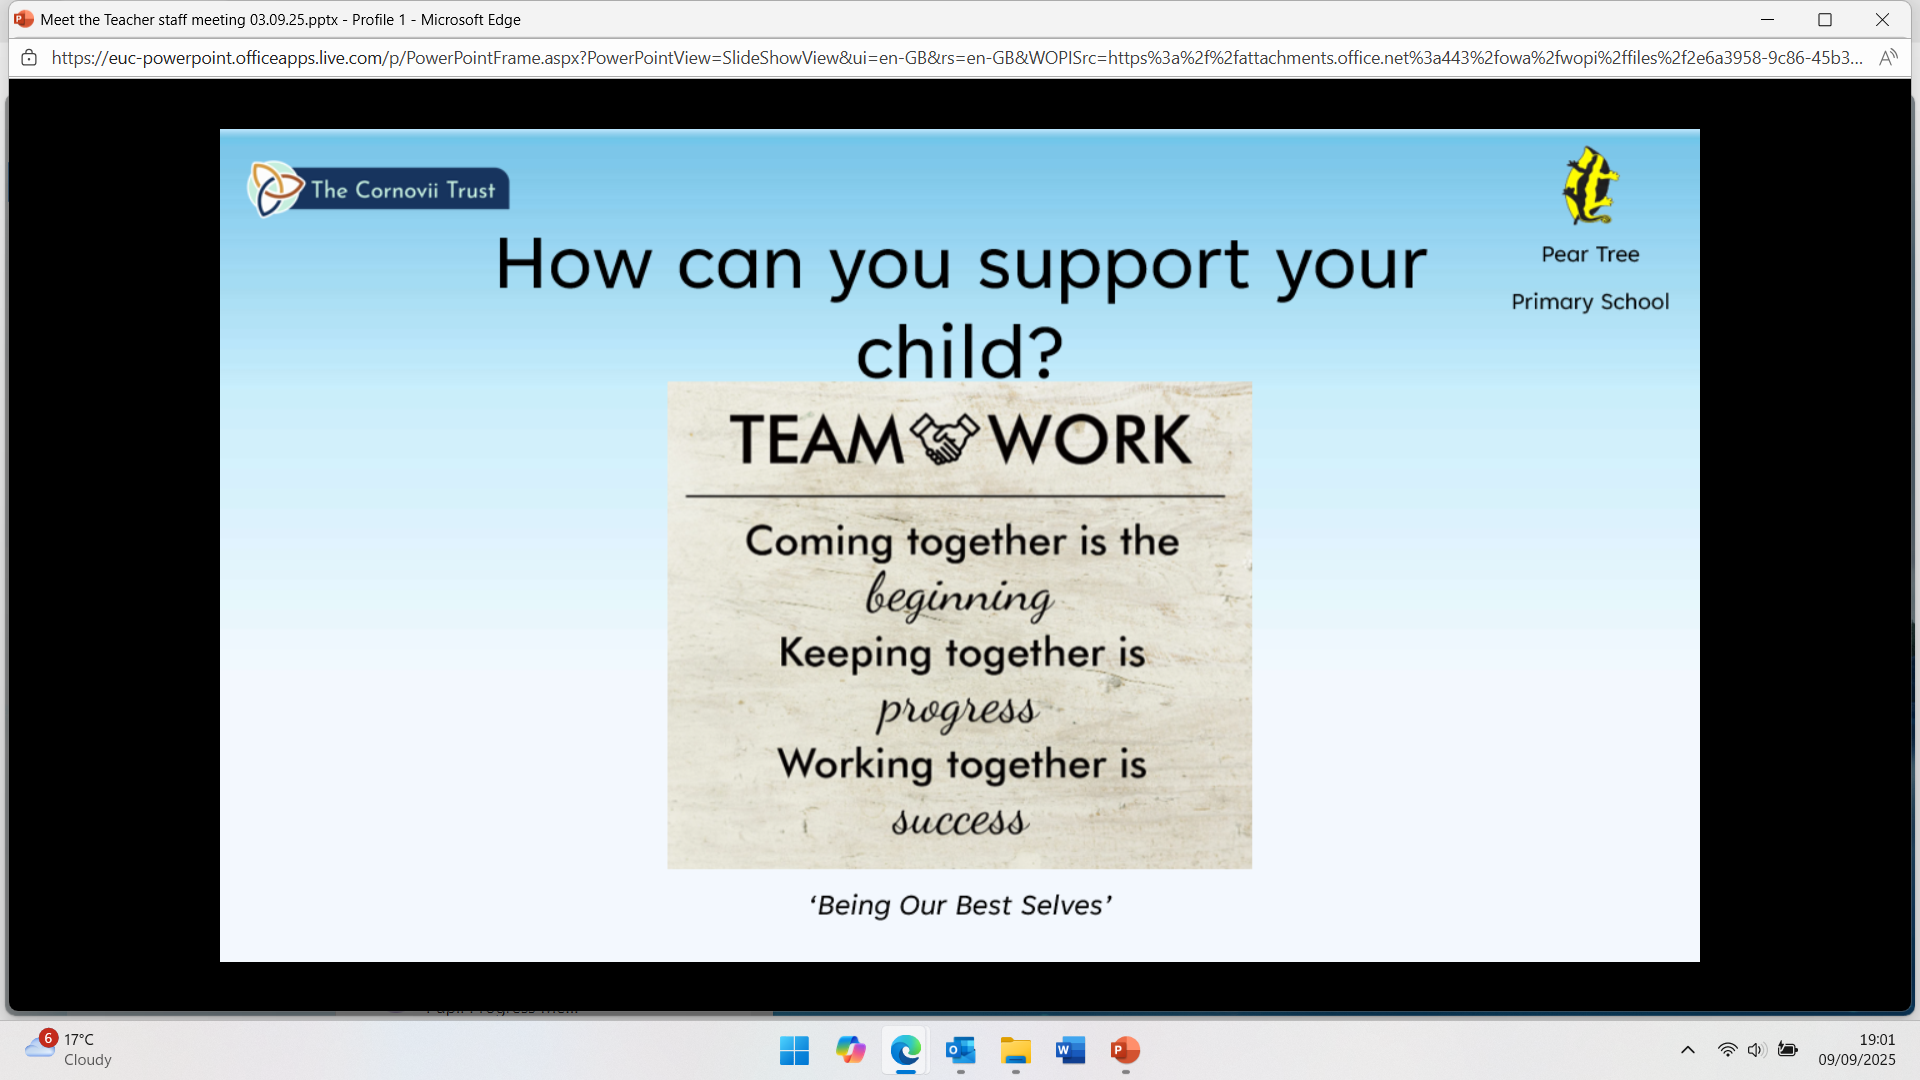 Meet the Teacher staff meeting 03.09.25.pptx - Profile 1 - Microsoft Edge
https://euc-powerpoint.officeapps.live.com/p/PowerPointFrame.aspx?PowerPointView=SlideShowView&ui=en-GB&rs=en-GB&WOPISrc=https%3a%2f%2fattachments.office.net%3a443%2fowa%2fwopi%2ffiles%2f2e6a3958-9c86-45b3...
The Cornovii Trust
Pear Tree
Primary School
How can you support your
child?
TEAM WORK
Coming together is the
beginning
Keeping together is
progress
Working together is
success
‘Being Our Best Selves’
6
17°C
Cloudy
19:01
09/09/2025